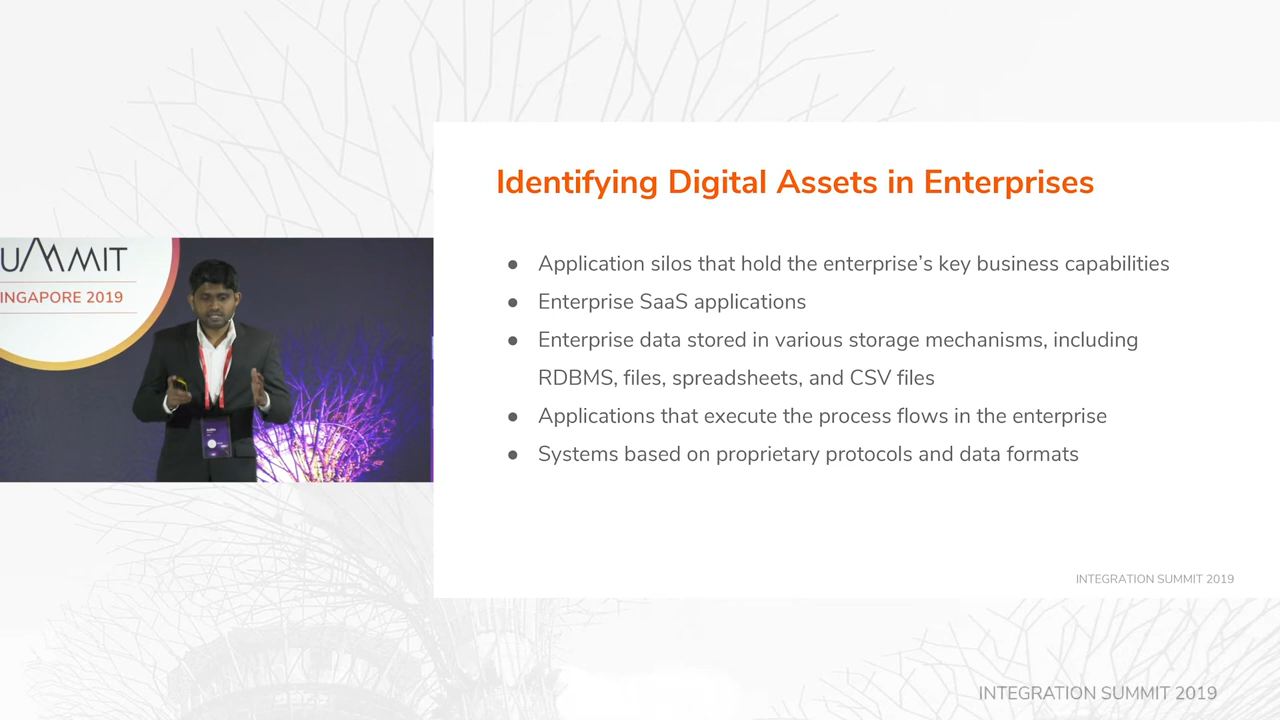 UMMIT
INGAPORE 2019
Identifying Digital Assets in Enterprises
● Application silos that hold the enterprise’s key business capabilities
● Enterprise SaaS applications
● Enterprise data stored in various storage mechanisms, including
RDBMS, files, spreadsheets, and CSV files
● Applications that execute the process flows in the enterprise
● Systems based on proprietary protocols and data formats
INTEGRATION SUMMIT 2019
INTEGRATION SUMMIT 2019